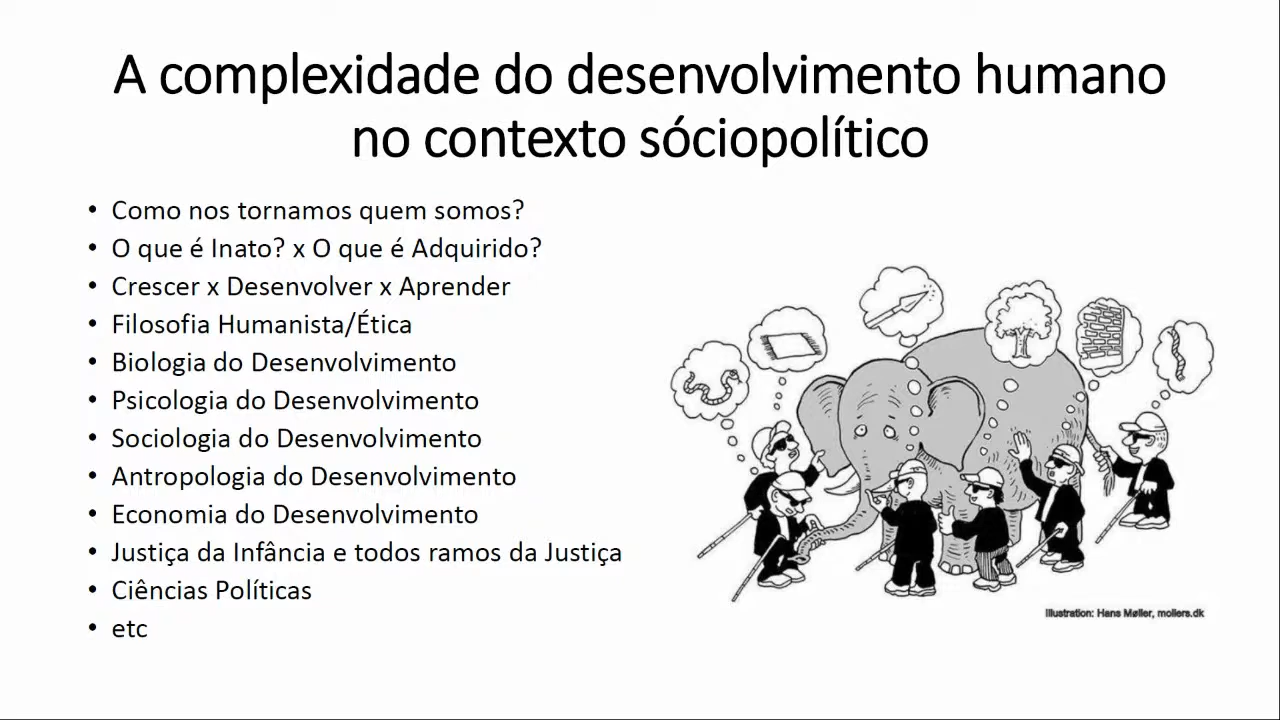 A complexidade do desenvolvimento humano
no contexto sóciopolítico
• Como nos tornamos quem somos?
• O que é Inato? x O que é Adquirido?
• Crescer x Desenvolver x Aprender
• Filosofia Humanista/Ética
• Biologia do Desenvolvimento
• Psicologia do Desenvolvimento
• Sociologia do Desenvolvimento
• Antropologia do Desenvolvimento
• Economia do Desenvolvimento
• Justiça da Infância e todos ramos da Justiça
• Ciências Políticas
• etc
Illustration: Hans Møller, mollers.dk